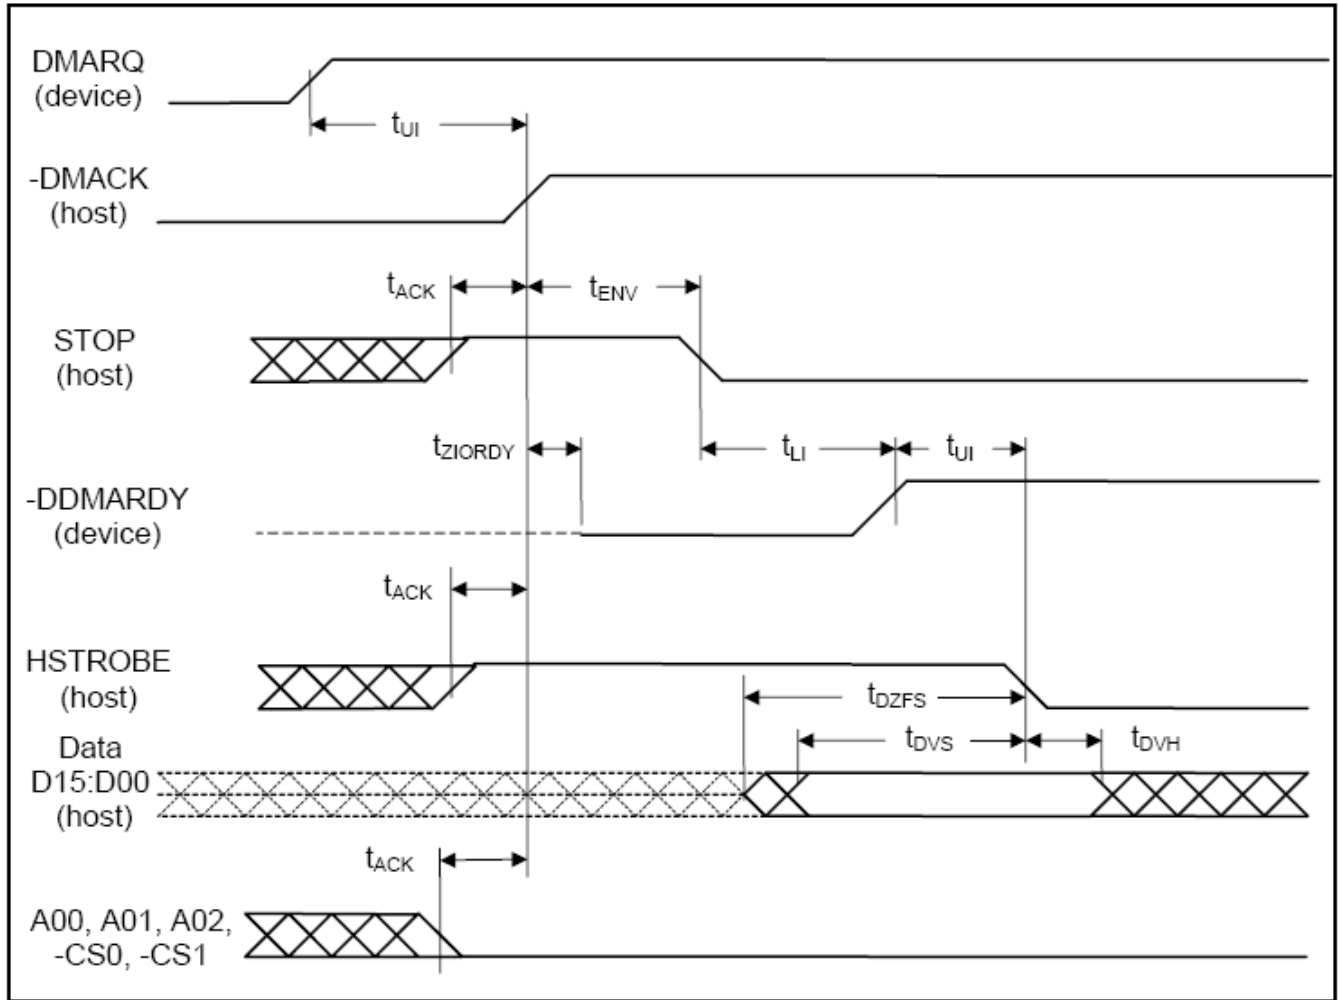 DMARQ
(device)
tUI
-DMACK
(host)
tACK
tENV
STOP
(host)
tZIORDY
tLI
tUI
-DDMARDY
(device)
tACK
HSTROBE
(host)
tDZFS
tDVS
tDVH
Data
D15:D00
(host)
tACK
A00, A01, A02,
-CS0, -CS1